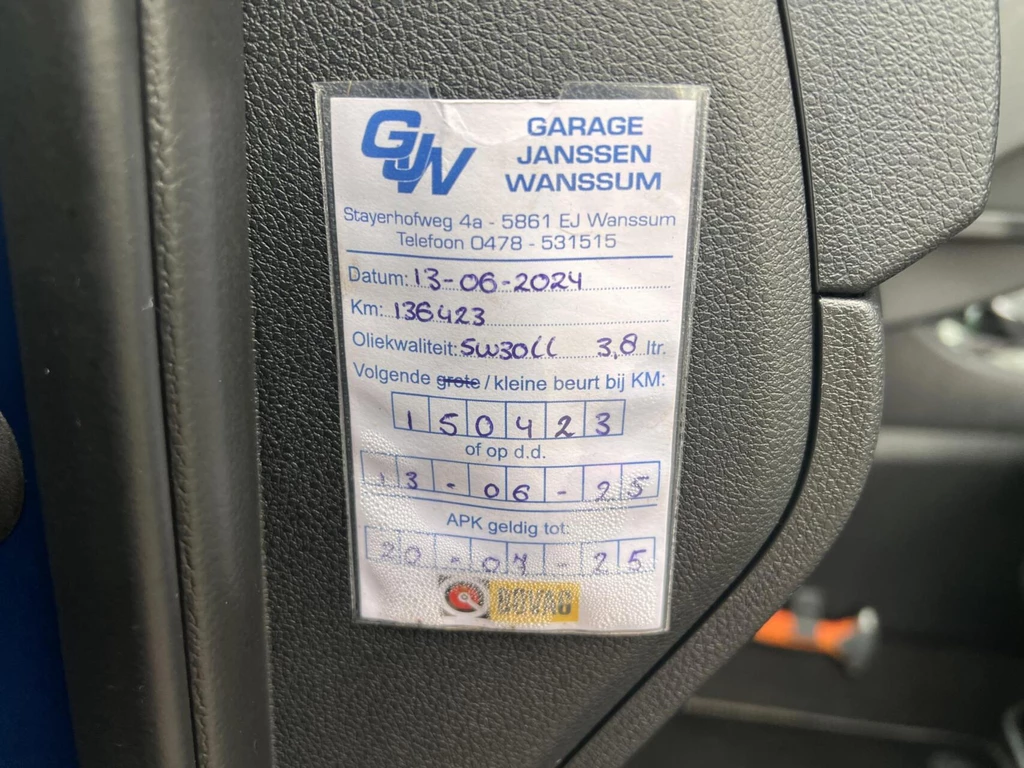 GJW
GARAGE
JANSSEN
WANSSUM
Stayerhofweg 4a - 5861 EJ Wanssum
Telefoon 0478 - 531515
Datum: 13-06-2024
Km: 136423
Oliekwaliteit: 5W30LL 3,8 ltr.
Volgende grote / kleine beurt bij KM:
150423
of op d.d.
13-06-25
APK geldig tot:
20-07-25
BOVAG